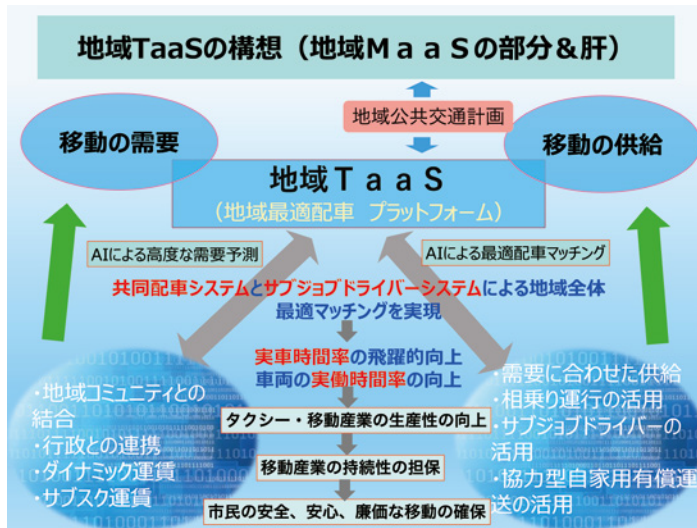 地域TaaSの構想（地域ＭａａＳの部分＆肝）
地域公共交通計画
移動の需要
移動の供給
地域ＴａａＳ
（地域最適配車　プラットフォーム）
AIによる高度な需要予測
AIによる最適配車マッチング
共同配車システムとサブジョブドライバーシステムによる地域全体
最適マッチングを実現
実車時間率の飛躍的向上
車両の実働時間率の向上
・地域コミュニティとの
結合
・行政との連携
・ダイナミック運賃
・サブスク運賃
・需要に合わせた供給
・相乗り運行の活用
・サブジョブドライバーの
活用
・協力型自家用有償運
送の活用
タクシー・移動産業の生産性の向上
移動産業の持続性の担保
市民の安全、安心、廉価な移動の確保